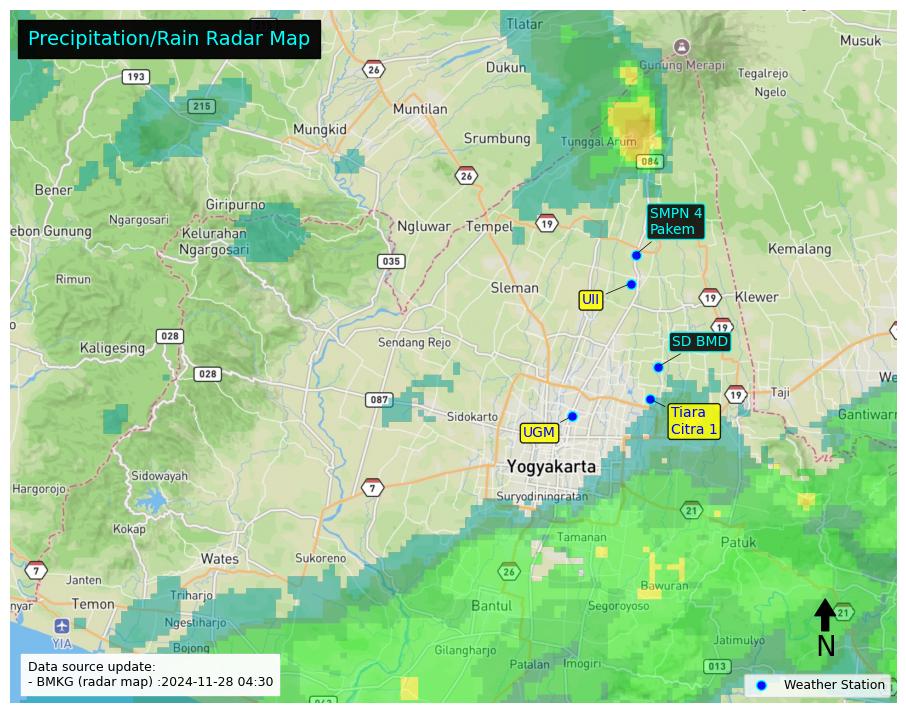 Precipitation/Rain Radar Map
Tlatar
Musuk
26
Dukun
Gunung Merapi
Tegalrejo
193
Ngelo
215
Muntilan
Mungkid
Srumbung
Tunggal Arum
084
26
Bener
Giripurno
SMPN 4
Pakem
Ngargosari
Ngluwar
Tempel
19
ebon Gunung
Kelurahan
Ngargosari
Kemalang
035
Rimun
Sleman
UII
19
Klewer
028
19
Kaligesing
Sendang Rejo
SD BMD
028
We
087
19
Taji
Sidokarto
Tiara
Citra 1
Gantiwarn
UGM
Yogyakarta
Sidowayah
Hargorojo
7
Suryodiningratan
21
Kokap
Tamanan
Patuk
Wates
Sukoreno
7
26
Janten
Bawuran
nyar
Temon
Triharjo
Bantul
Segoroyoso
21
Ngestiharjo
YIA
N
Bojong
Gilangharjo
Jatimulyo
Patalan
Imogiri
013
Data source update:
- BMKG (radar map) :2024-11-28 04:30
Weather Station